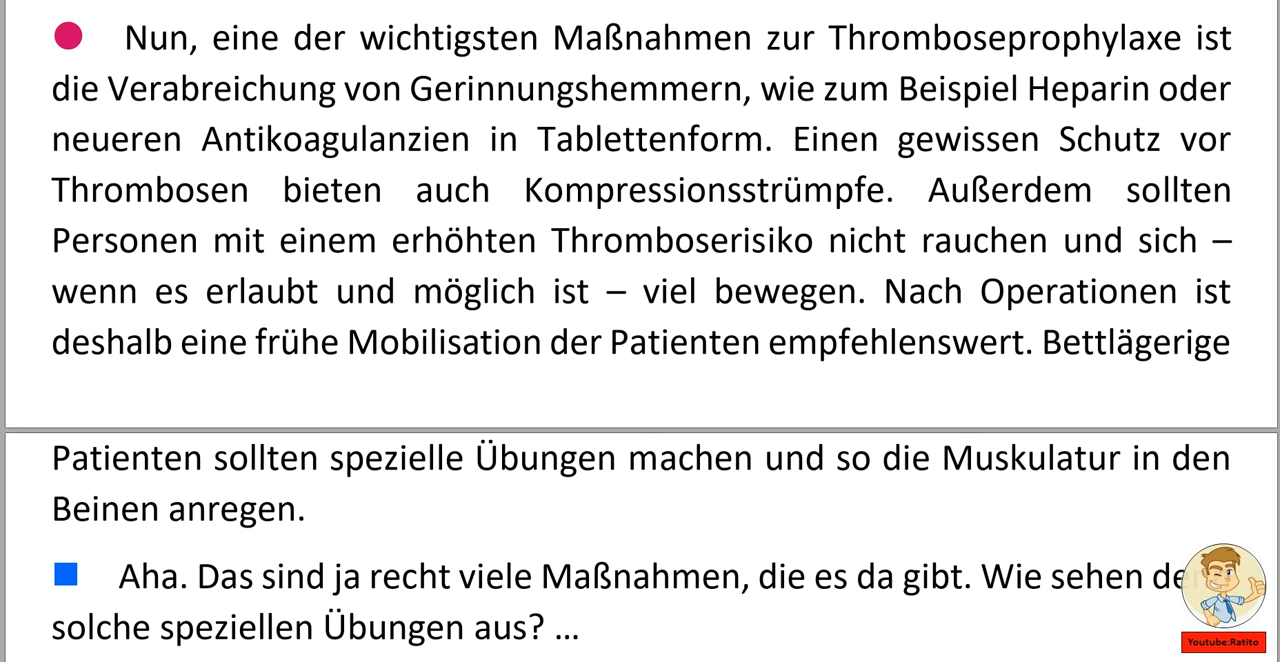 Nun, eine der wichtigsten Maßnahmen zur Thromboseprophylaxe ist
die Verabreichung von Gerinnungshemmern, wie zum Beispiel Heparin oder
neueren Antikoagulanzien in Tablettenform. Einen gewissen Schutz vor
Thrombosen bieten auch Kompressionsstrümpfe. Außerdem sollten
Personen mit einem erhöhten Thromboserisiko nicht rauchen und sich –
wenn es erlaubt und möglich ist – viel bewegen. Nach Operationen ist
deshalb eine frühe Mobilisation der Patienten empfehlenswert. Bettlägerige
Patienten sollten spezielle Übungen machen und so die Muskulatur in den
Beinen anregen.
Aha. Das sind ja recht viele Maßnahmen, die es da gibt. Wie sehen denn
solche speziellen Übungen aus? ...
Youtube:Ratito